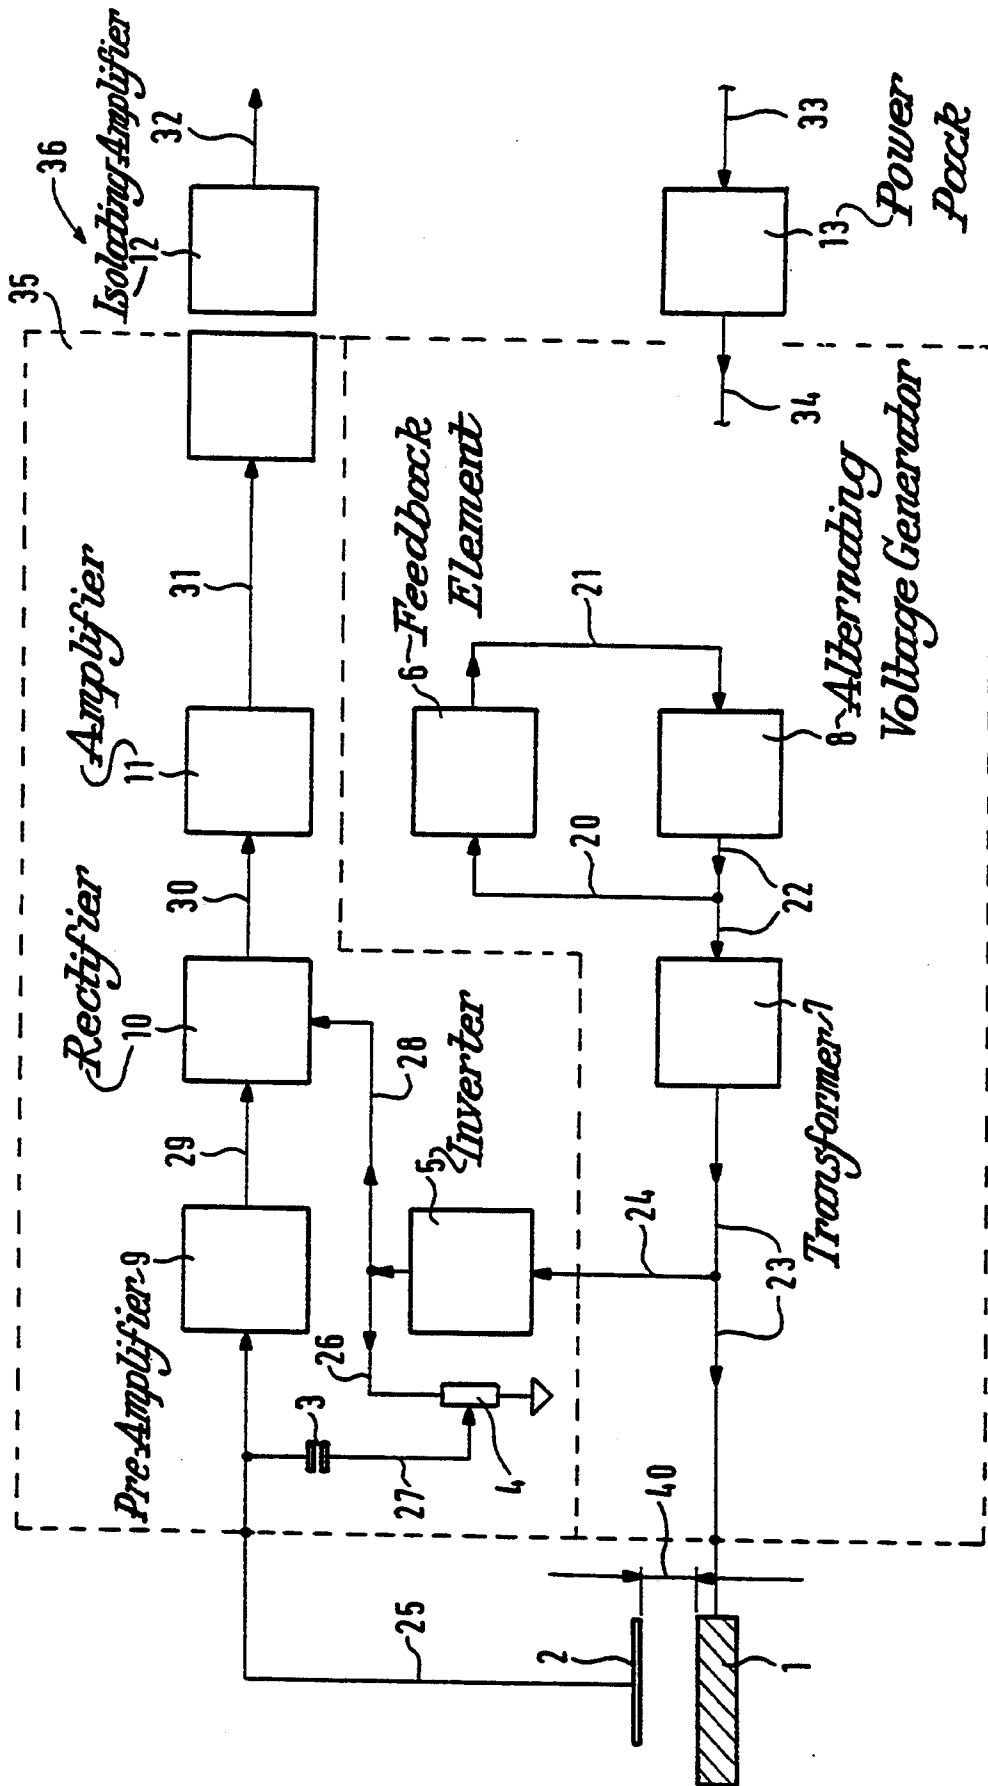 35
36
Isolating Amplifier
12
32
Amplifier
11
31
Rectifier
10
30
29
Pre-Amplifier 9
28
5 Inverter
26
3
27
4
25
6 Feedback
Element
21
20
22
8 Alternating
Voltage Generator
7
Transformer
24
23
40
2
1
33
13
Power
Pack
34